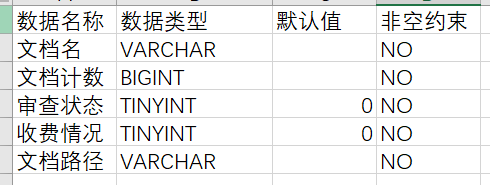 数据名称 数据类型 默认值 非空约束
文档名 VARCHAR NO
文档计数 BIGINT NO
审查状态 TINYINT 0 NO
收费情况 TINYINT 0 NO
文档路径 VARCHAR NO